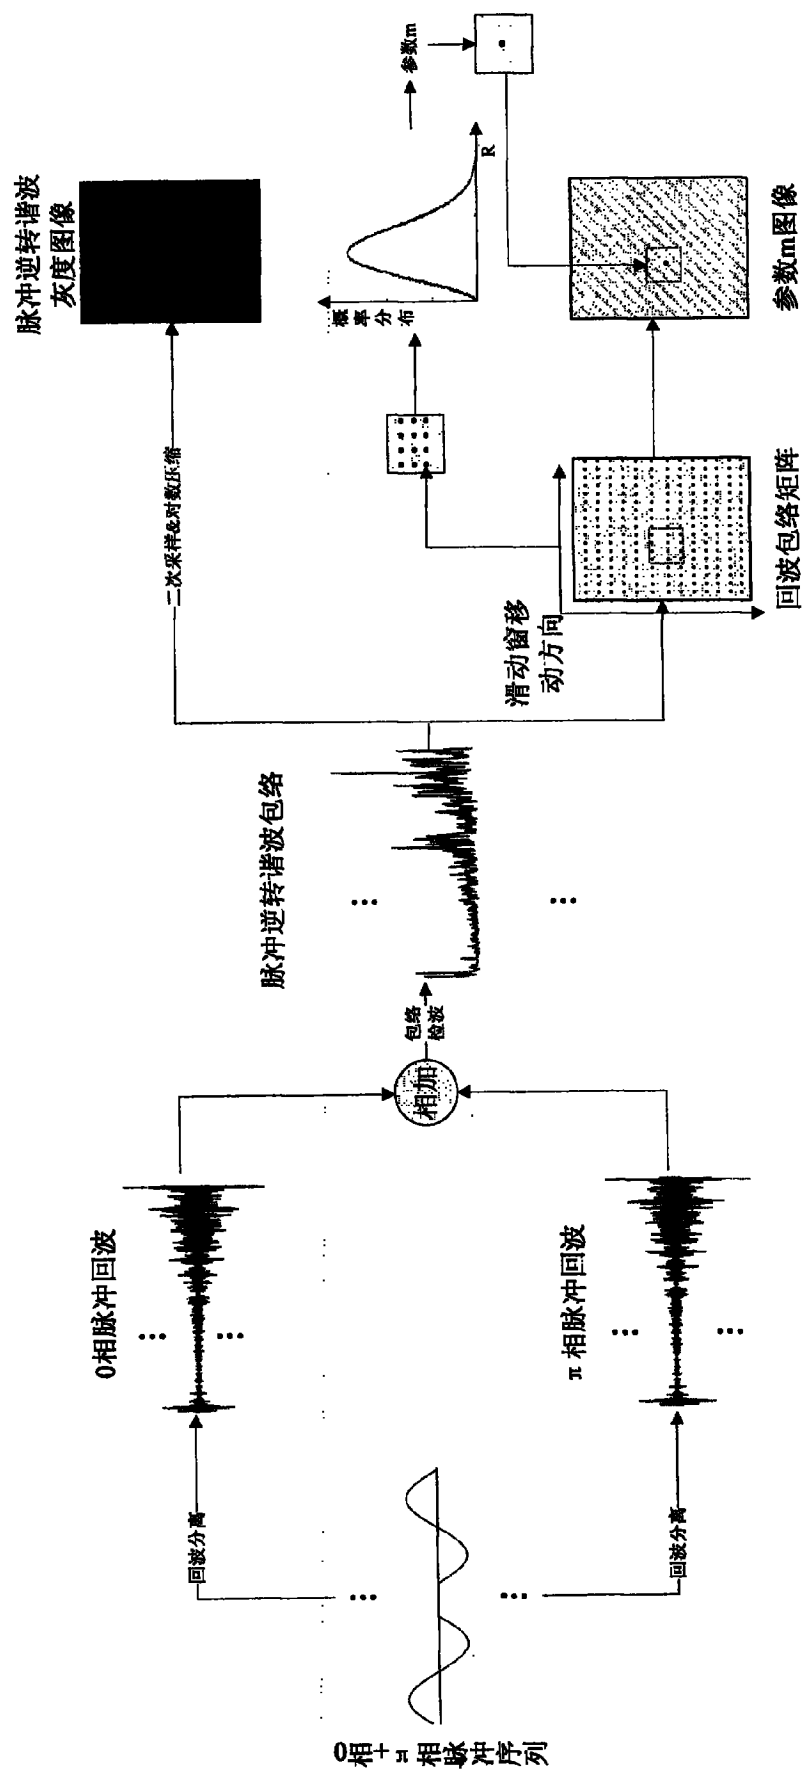 0相+π 相脉冲序列
回波分离
回波分离
0相脉冲回波
π 相脉冲回波
相加
包络
检波
脉冲逆转谐波包络
二次采样&对数压缩
脉冲逆转谐波
灰度图像
滑动窗移
动方向
回波包络矩阵
概率分布
R
参数m
参数m图像